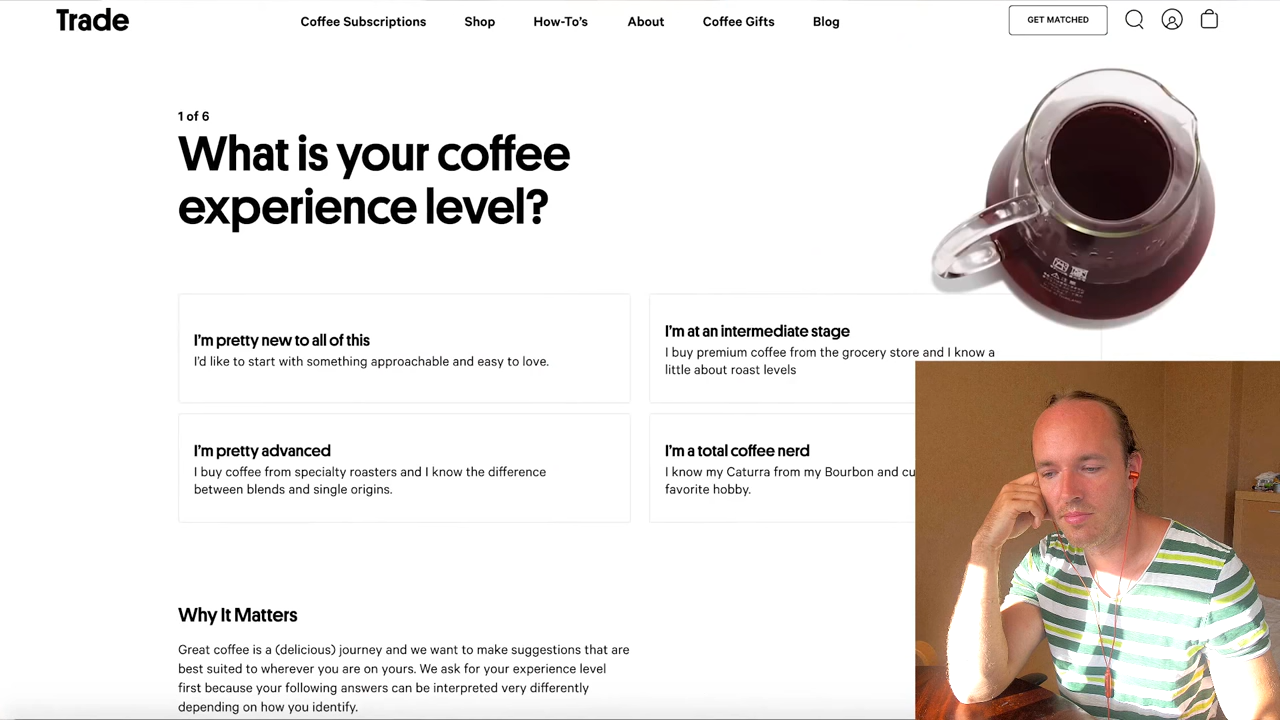 Trade
Coffee Subscriptions
Shop
How-To's
About
Coffee Gifts
Blog
GET MATCHED
1 of 6
What is your coffee
experience level?
I'm pretty new to all of this
I'd like to start with something approachable and easy to love.
I'm at an intermediate stage
I buy premium coffee from the grocery store and I know a
little about roast levels
I'm pretty advanced
I buy coffee from specialty roasters and I know the difference
between blends and single origins.
I'm a total coffee nerd
I know my Caturra from my Bourbon and cu
favorite hobby.
Why It Matters
Great coffee is a (delicious) journey and we want to make suggestions that are
best suited to wherever you are on yours. We ask for your experience level
first because your following answers can be interpreted very differently
depending on how you identify.